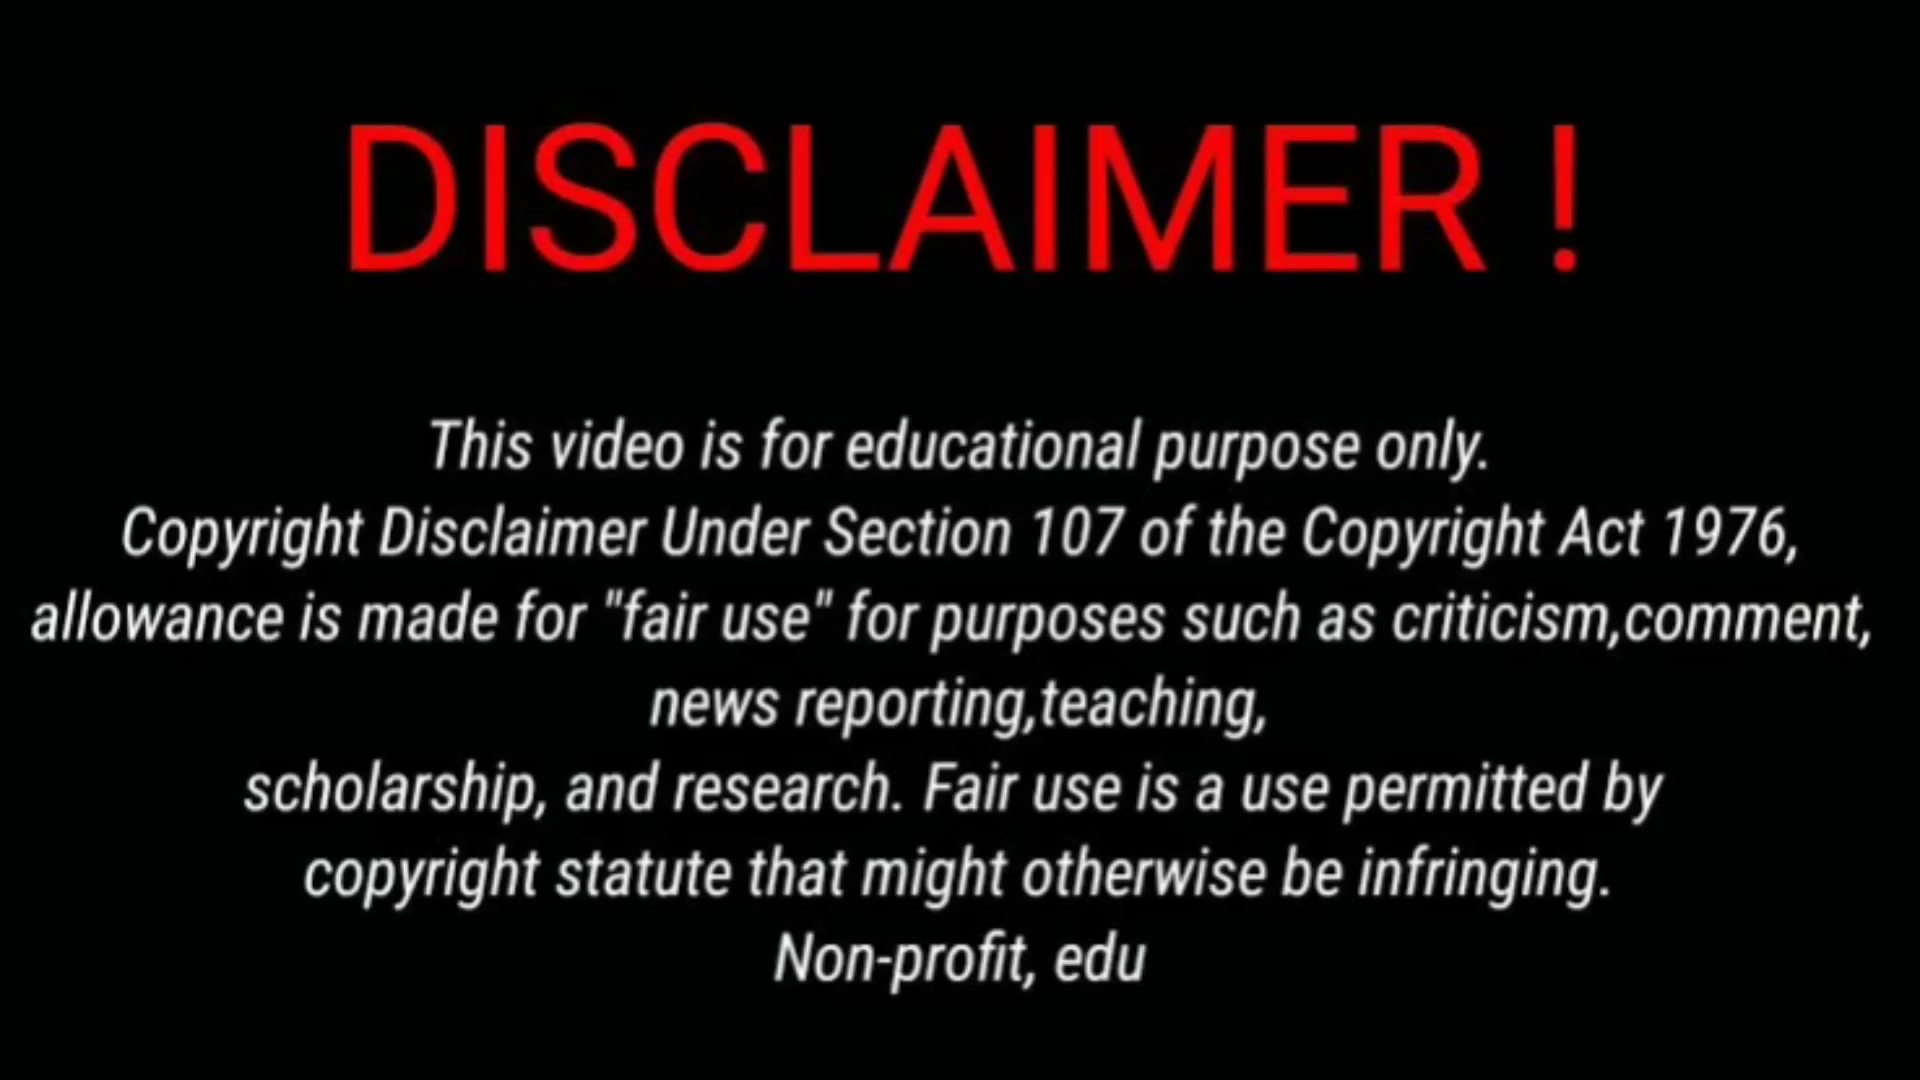 DISCLAIMER !
This video is for educational purpose only.
Copyright Disclaimer Under Section 107 of the Copyright Act 1976,
allowance is made for "fair use" for purposes such as criticism,comment,
news reporting,teaching,
scholarship, and research. Fair use is a use permitted by
copyright statute that might otherwise be infringing.
Non-profit, edu